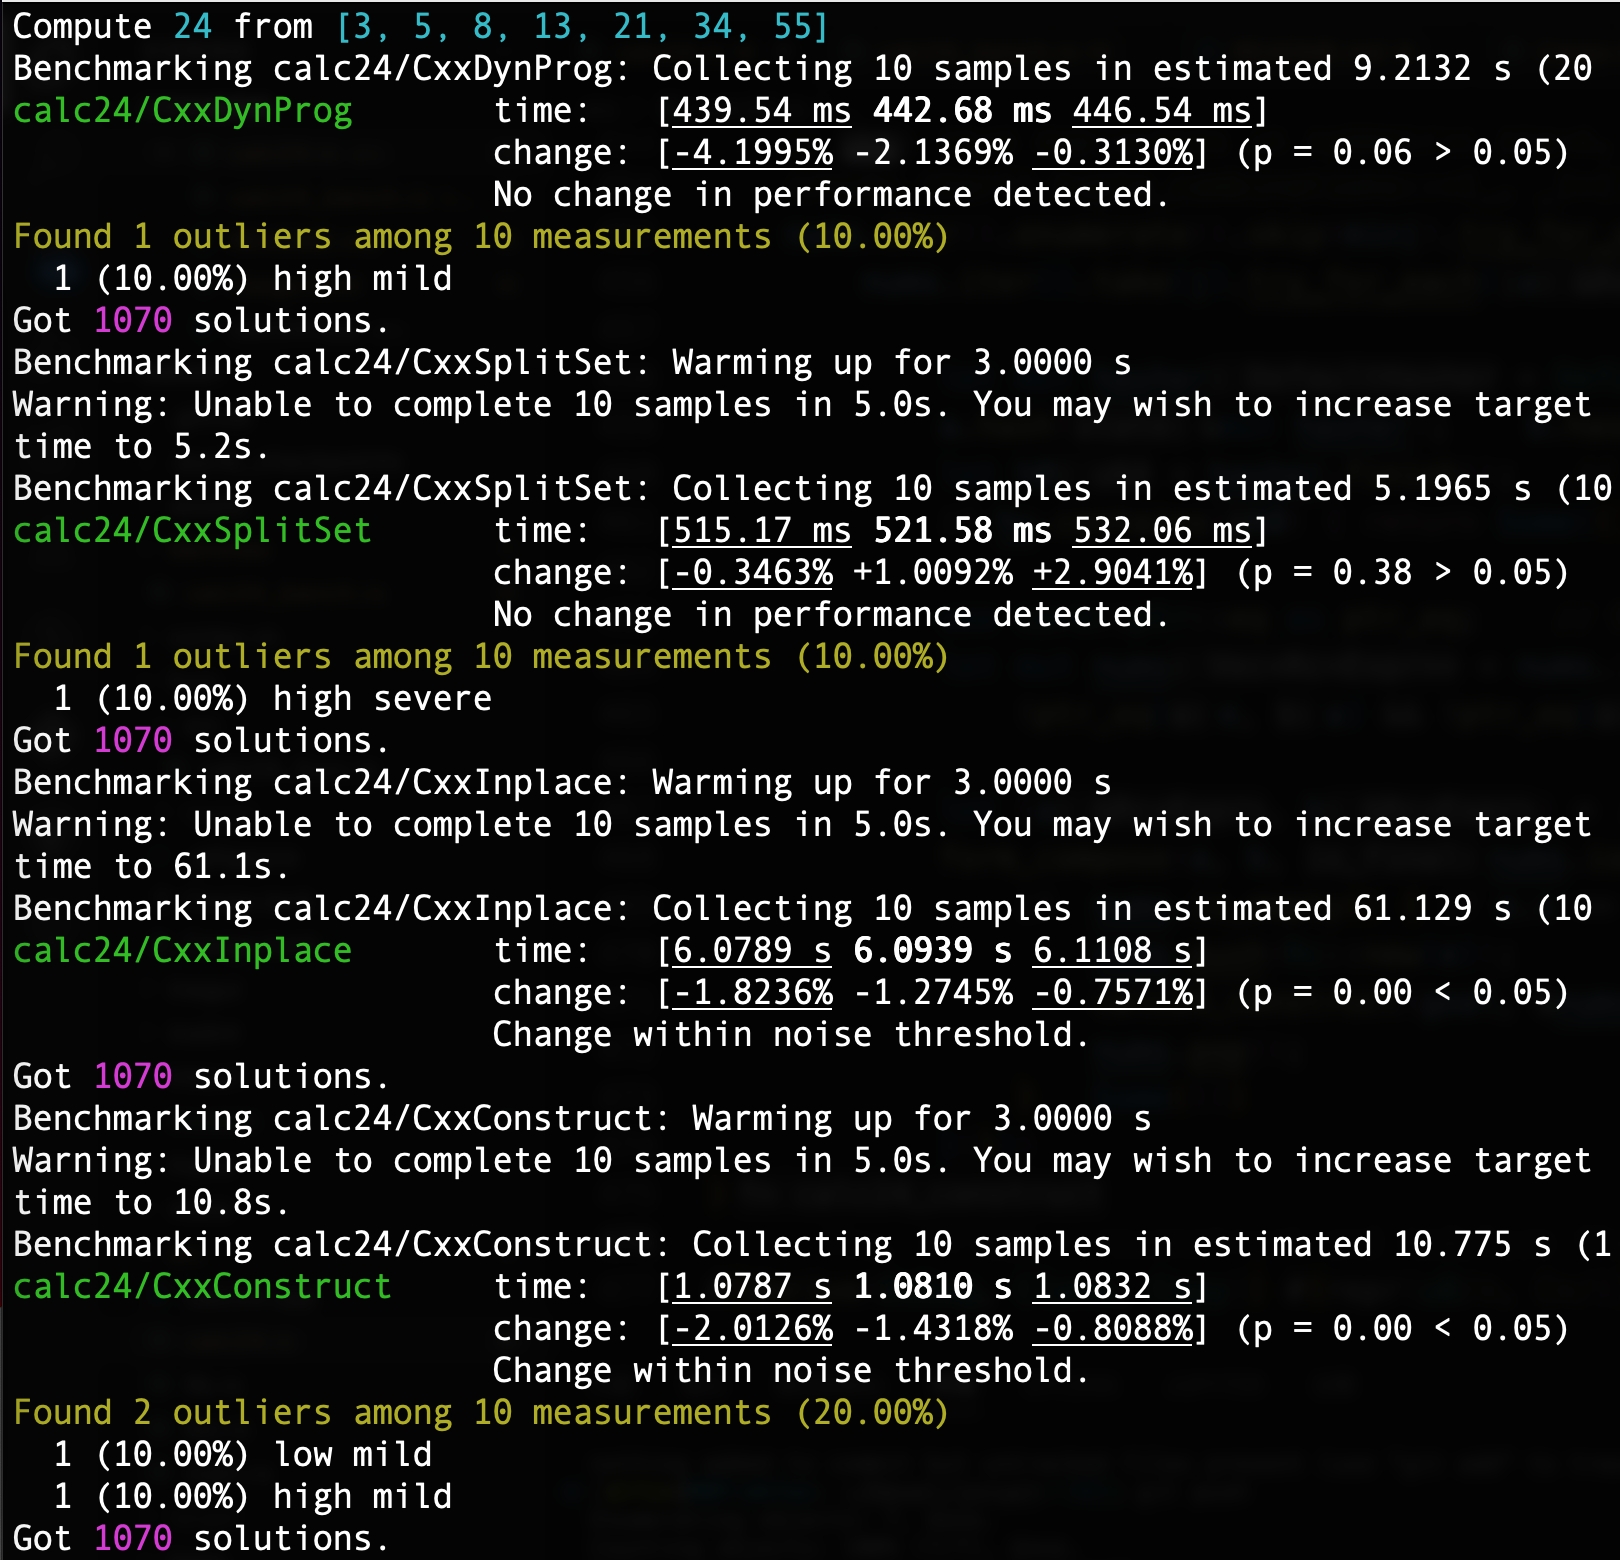 Compute 24 from [3, 5, 8, 13, 21, 34, 55]
Benchmarking calc24/CxxDynProg: Collecting 10 samples in estimated 9.2132 s (20
calc24/CxxDynProg       time:   [439.54 ms 442.68 ms 446.54 ms]
                        change: [-4.1995% -2.1369% -0.3130%] (p = 0.06 > 0.05)
                        No change in performance detected.
Found 1 outliers among 10 measurements (10.00%)
  1 (10.00%) high mild
Got 1070 solutions.
Benchmarking calc24/CxxSplitSet: Warming up for 3.0000 s
Warning: Unable to complete 10 samples in 5.0s. You may wish to increase target
time to 5.2s.
Benchmarking calc24/CxxSplitSet: Collecting 10 samples in estimated 5.1965 s (10
calc24/CxxSplitSet      time:   [515.17 ms 521.58 ms 532.06 ms]
                        change: [-0.3463% +1.0092% +2.9041%] (p = 0.38 > 0.05)
                        No change in performance detected.
Found 1 outliers among 10 measurements (10.00%)
  1 (10.00%) high severe
Got 1070 solutions.
Benchmarking calc24/CxxInplace: Warming up for 3.0000 s
Warning: Unable to complete 10 samples in 5.0s. You may wish to increase target
time to 61.1s.
Benchmarking calc24/CxxInplace: Collecting 10 samples in estimated 61.129 s (10
calc24/CxxInplace       time:   [6.0789 s 6.0939 s 6.1108 s]
                        change: [-1.8236% -1.2745% -0.7571%] (p = 0.00 < 0.05)
                        Change within noise threshold.
Got 1070 solutions.
Benchmarking calc24/CxxConstruct: Warming up for 3.0000 s
Warning: Unable to complete 10 samples in 5.0s. You may wish to increase target
time to 10.8s.
Benchmarking calc24/CxxConstruct: Collecting 10 samples in estimated 10.775 s (1
calc24/CxxConstruct     time:   [1.0787 s 1.0810 s 1.0832 s]
                        change: [-2.0126% -1.4318% -0.8088%] (p = 0.00 < 0.05)
                        Change within noise threshold.
Found 2 outliers among 10 measurements (20.00%)
  1 (10.00%) low mild
  1 (10.00%) high mild
Got 1070 solutions.